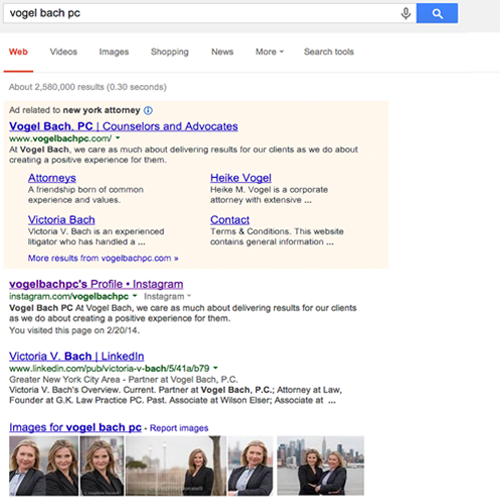 vogel bach pc
Web Videos Images Shopping News More Search tools
About 2,580,000 results (0.30 seconds)
Ad related to new york attorney
Vogel Bach, PC | Counselors and Advocates
www.vogelbachpc.com/
At Vogel Bach, we care as much about delivering results for our clients as we do about
creating a positive experience for them.
Attorneys
A friendship born of common
experience and values.
Heike Vogel
Heike M. Vogel is a corporate
attorney with extensive ...
Victoria Bach
Victoria V. Bach is an experienced
litigator who has handled a ...
Contact
Terms & Conditions. This website
contains general information ...
More results from vogelbachpc.com »
vogelbachpc's Profile • Instagram
instagram.com/vogelbachpc Instagram
Vogel Bach PC At Vogel Bach, we care as much about delivering results for our clients
as we do about creating a positive experience for them.
You visited this page on 2/20/14.
Victoria V. Bach | LinkedIn
www.linkedin.com/pub/victoria-v-bach/5/41a/b79
Greater New York City Area - Partner at Vogel Bach, P.C.
Victoria V. Bach's Overview. Current. Partner at Vogel Bach, P.C.; Attorney at Law,
Founder at G.K. Law Practice PC. Past. Associate at Wilson Elser; Associate at ...
Images for vogel bach pc - Report images